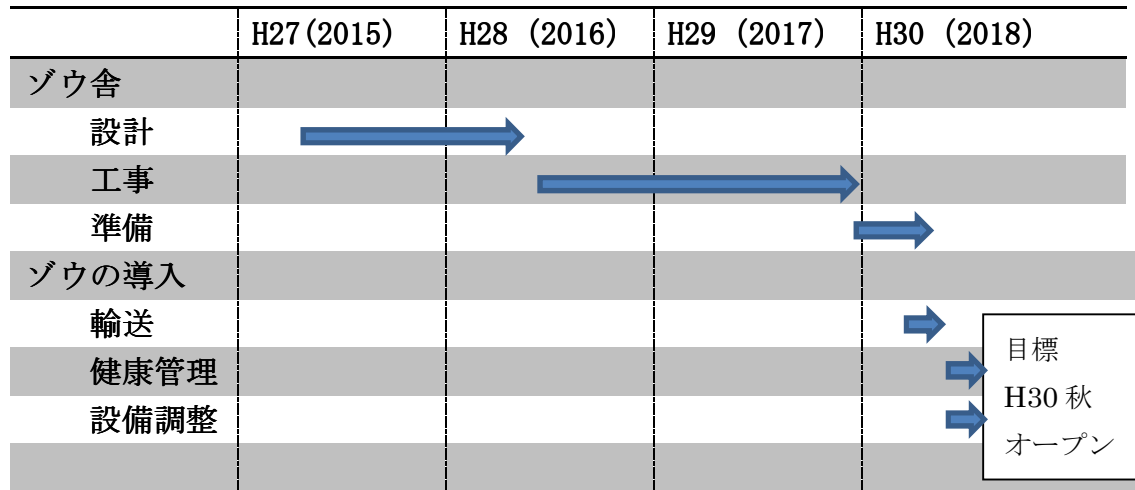 H27(2015) H28 (2016) H29 (2017) H30 (2018)
ゾウ舎
設計
工事
準備
ゾウの導入
輸送
健康管理
設備調整
目標
H30 秋
オープン